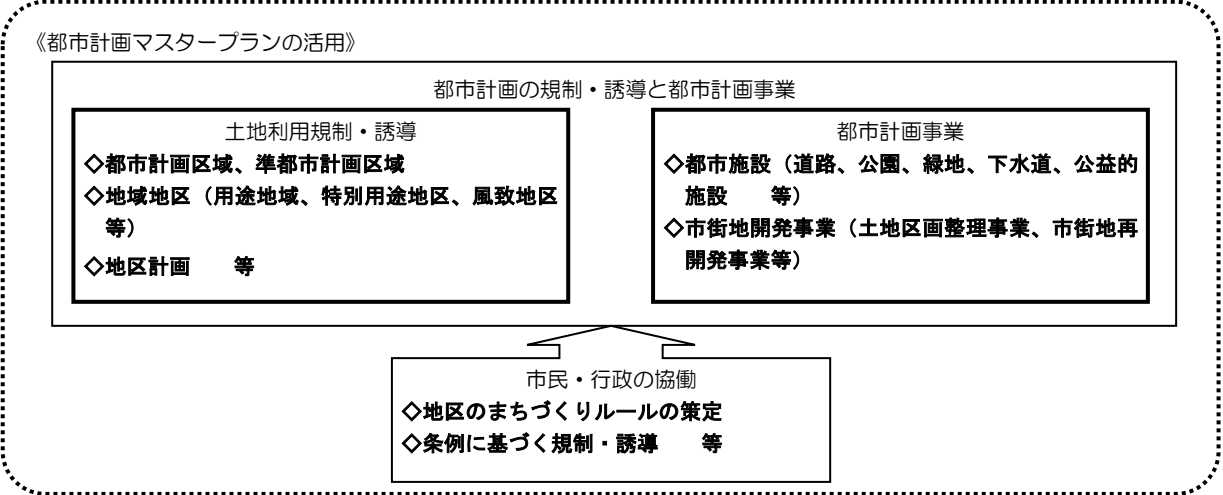 《都市計画マスタープランの活用》
都市計画の規制・誘導と都市計画事業
土地利用規制・誘導
◇都市計画区域、準都市計画区域
◇地域地区（用途地域、特別用途地区、風致地区
等）
◇地区計画　　等
都市計画事業
◇都市施設（道路、公園、緑地、下水道、公益的
施設　　等）
◇市街地開発事業（土地区画整理事業、市街地再
開発事業等）
市民・行政の協働
◇地区のまちづくりルールの策定
◇条例に基づく規制・誘導　　等